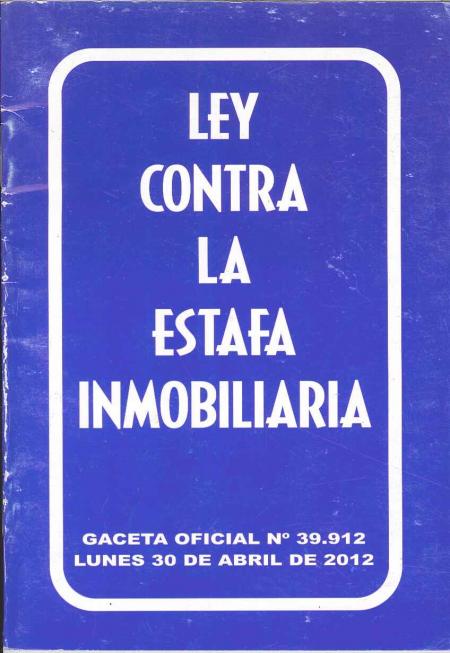 LEY
CONTRA
LA
ESTAFA
INMOBILIARIA
GACETA OFICIAL Nº 39.912
LUNES 30 DE ABRIL DE 2012